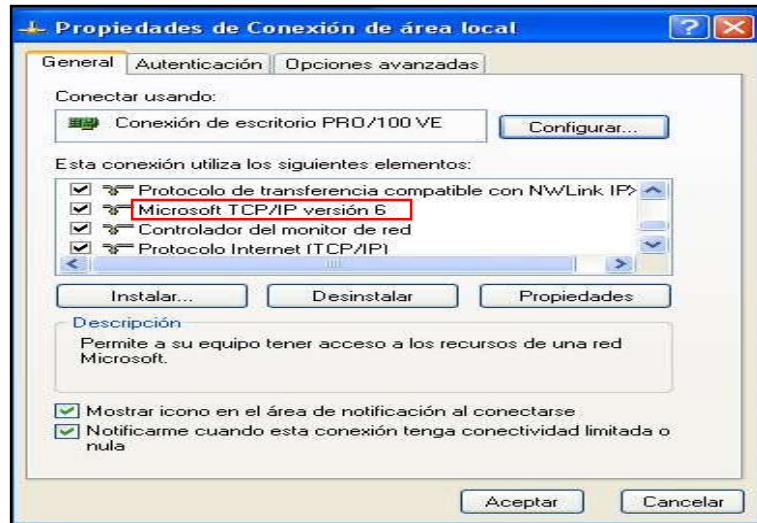 Propiedades de Conexión de área local
General
Autenticación
Opciones avanzadas
Conectar usando:
Conexión de escritorio PRO/100 VE
Configurar...
Esta conexión utiliza los siguientes elementos:
Protocolo de transferencia compatible con NWLink IP
Microsoft TCP/IP versión 6
Controlador del monitor de red
Protocolo Internet (TCP/IP)
Instalar...
Desinstalar
Propiedades
Descripción
Permite a su equipo tener acceso a los recursos de una red
Microsoft.
Mostrar icono en el área de notificación al conectarse
Notificarme cuando esta conexión tenga conectividad limitada o
nula
Aceptar
Cancelar